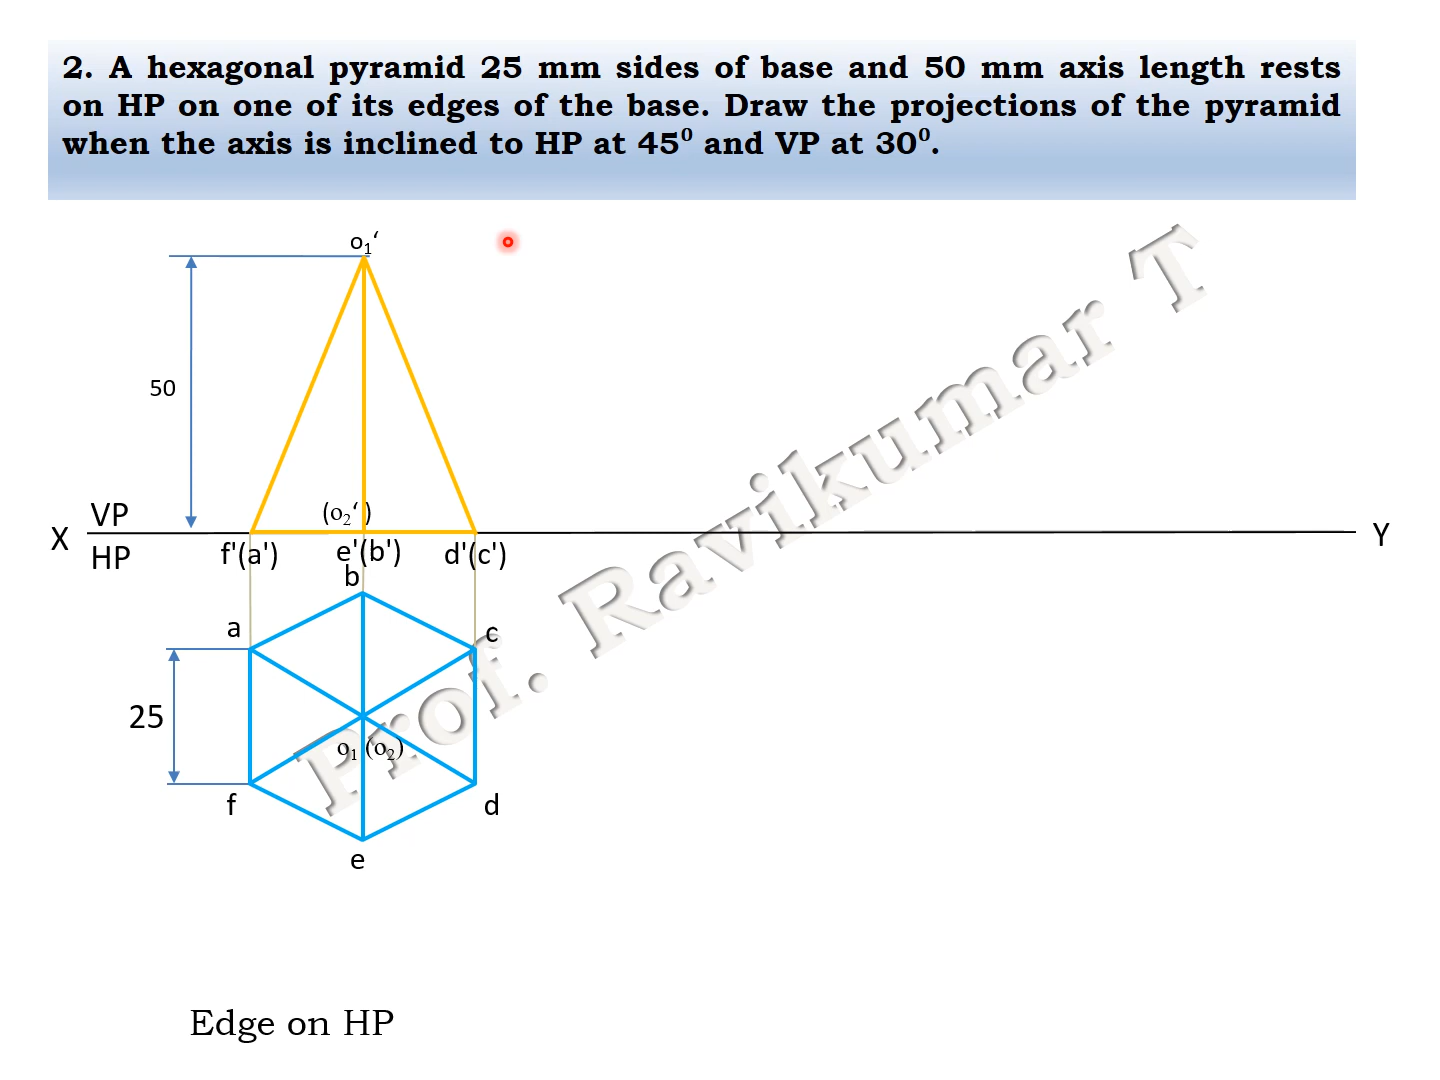 2. A hexagonal pyramid 25 mm sides of base and 50 mm axis length rests
on HP on one of its edges of the base. Draw the projections of the pyramid
when the axis is inclined to HP at 45⁰ and VP at 30⁰.
o₁‘
50
(o₂‘ )
VP
X
Y
HP
f'(a')
e'(b')
d'(c')
b
a
c
25
o₁ (o₂)
f
d
e
Prof. Ravikumar T
Edge on HP